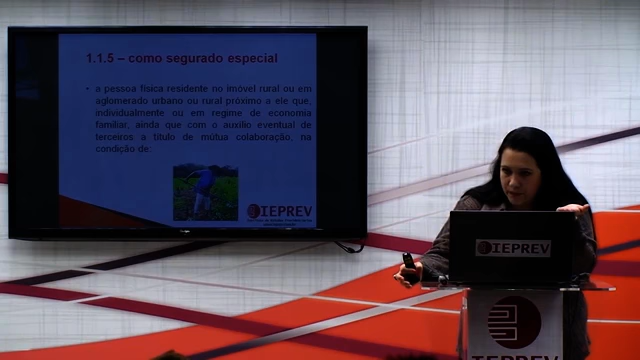 1.1.5 – como segurado especial
• a pessoa física residente no imóvel rural ou em
aglomerado urbano ou rural próximo a ele que,
individualmente ou em regime de economia
familiar, ainda que com o auxílio eventual de
terceiros a título de mútua colaboração, na
condição de:
IEPREV
IEPREV
IEPREV